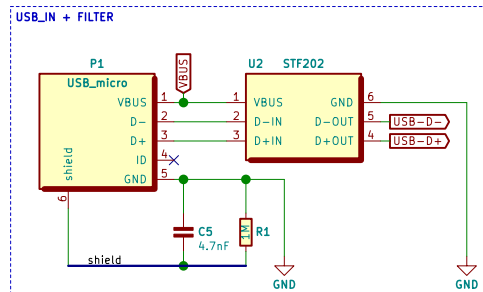 USB_IN + FILTER
P1
USB_micro
VBUS
U2
STF202
VBUS 1
1 VBUS
GND 6
D- 2
2 D-IN
D-OUT 5
USB-D-
D+ 3
3 D+IN
D+OUT 4
USB-D+
ID 4
shield
GND 5
6
C5
4.7nF
1M
R1
shield
GND
GND